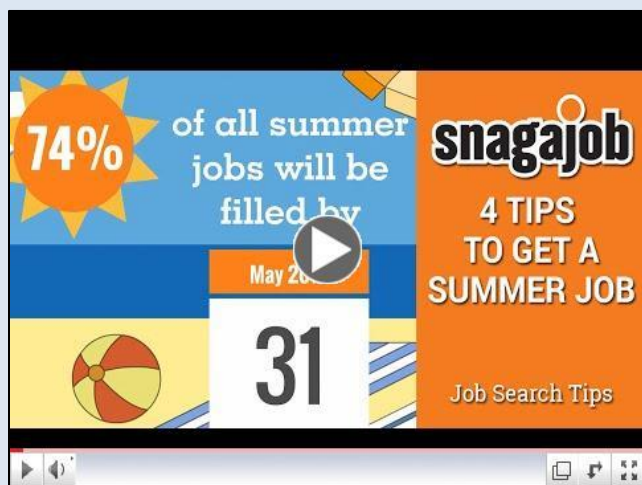 74%
of all summer
jobs will be
filled by
May
31
snagajob
4 TIPS
TO GET A
SUMMER JOB
Job Search Tips